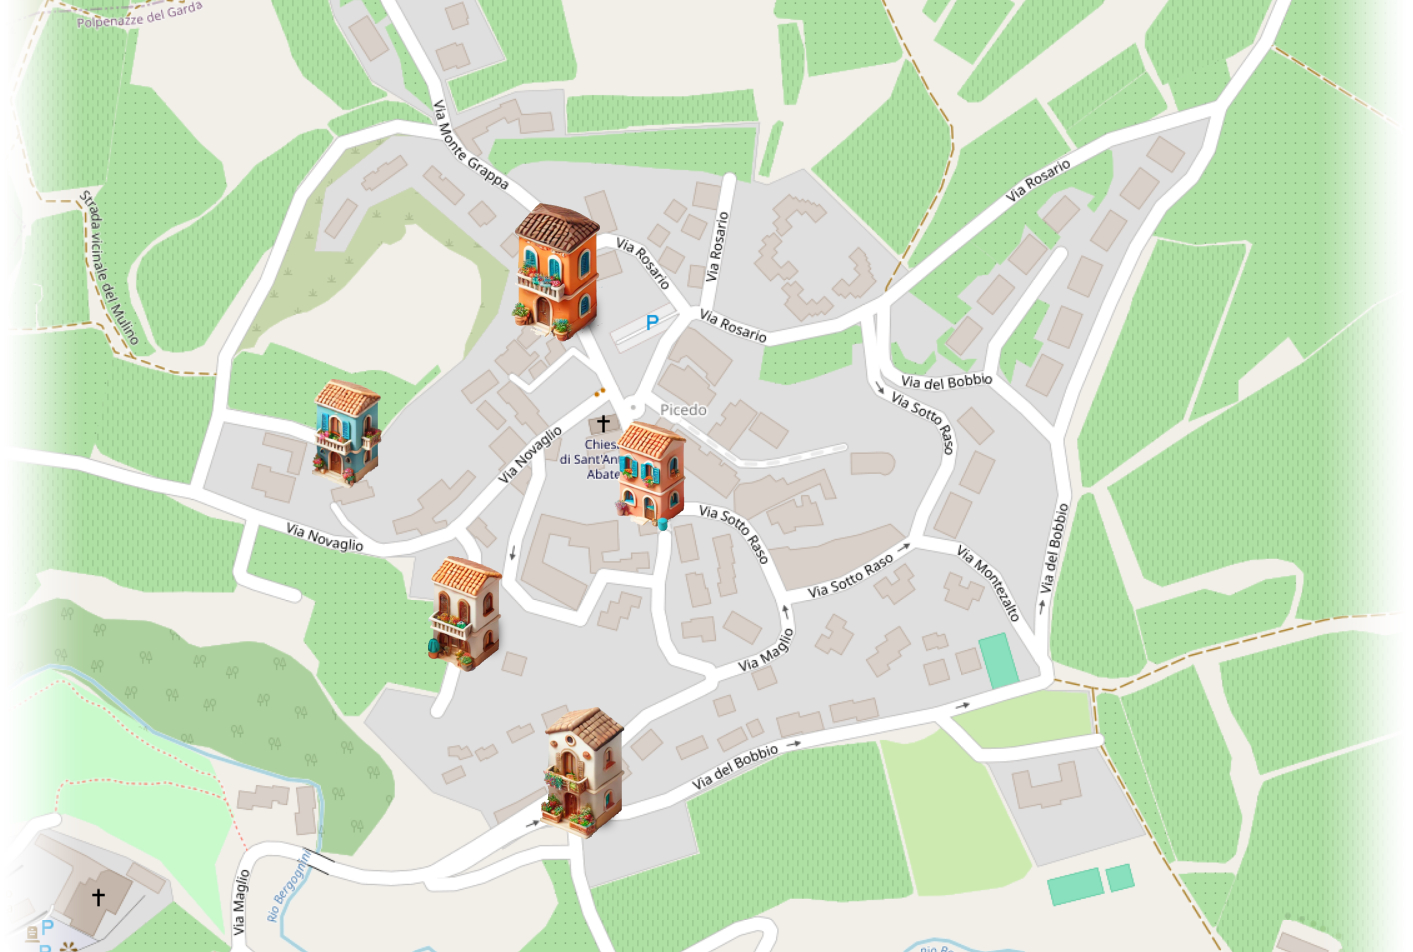 Polpenazze del Garda
Via Monte Grappa
Via Rosario
Strada vicinale del Mulino
Via Rosario
Via Rosario
P
Via Rosario
Via del Bobbio
Via Sotto Raso
Picedo
Chies
di Sant'An
Abate
Via Novaglio
Via Novaglio
Via Sotto Raso
Via del Bobbio
Via Sotto Raso
Via Montezalto
Via Maglio
Via del Bobbio
Rio Bergognini
Via Maglio
P
P
Rio B